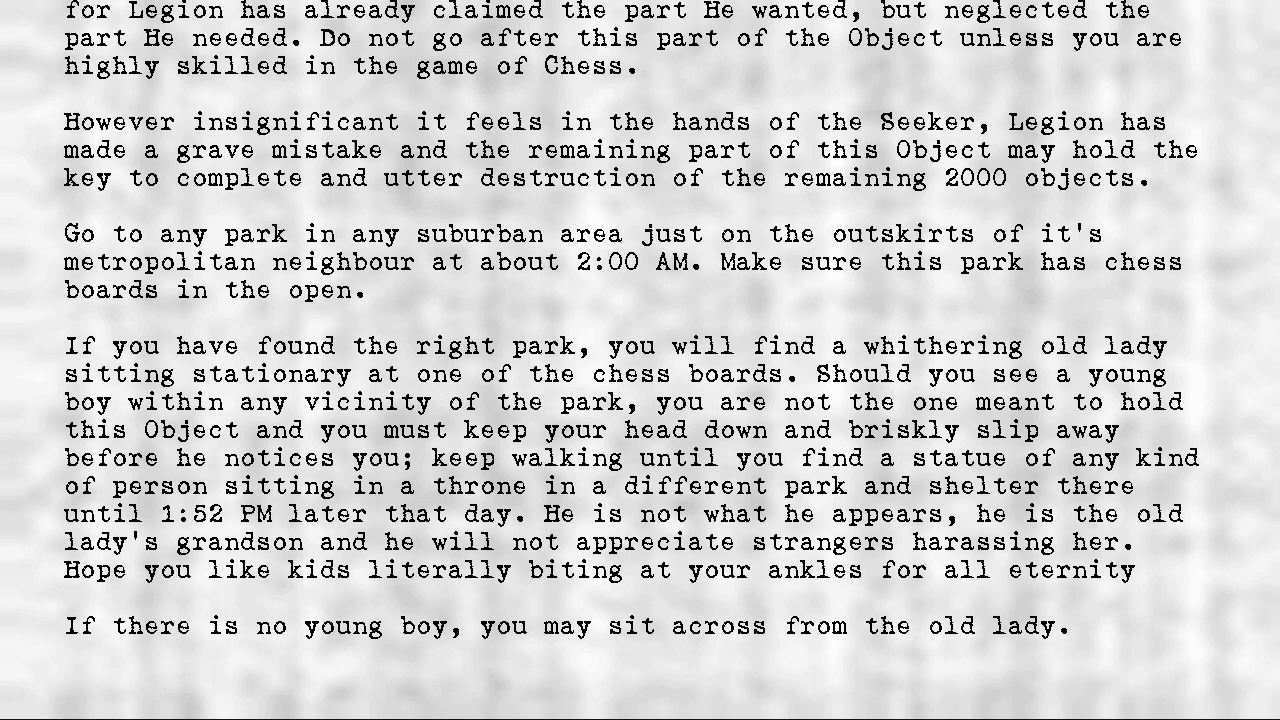 for Legion has already claimed the part He wanted, but neglected the
part He needed. Do not go after this part of the Object unless you are
highly skilled in the game of Chess.
However insignificant it feels in the hands of the Seeker, Legion has
made a grave mistake and the remaining part of this Object may hold the
key to complete and utter destruction of the remaining 2000 objects.
Go to any park in any suburban area just on the outskirts of it's
metropolitan neighbour at about 2:00 AM. Make sure this park has chess
boards in the open.
If you have found the right park, you will find a whithering old lady
sitting stationary at one of the chess boards. Should you see a young
boy within any vicinity of the park, you are not the one meant to hold
this Object and you must keep your head down and briskly slip away
before he notices you; keep walking until you find a statue of any kind
of person sitting in a throne in a different park and shelter there
until 1:52 PM later that day. He is not what he appears, he is the old
lady's grandson and he will not appreciate strangers harassing her.
Hope you like kids literally biting at your ankles for all eternity
If there is no young boy, you may sit across from the old lady.